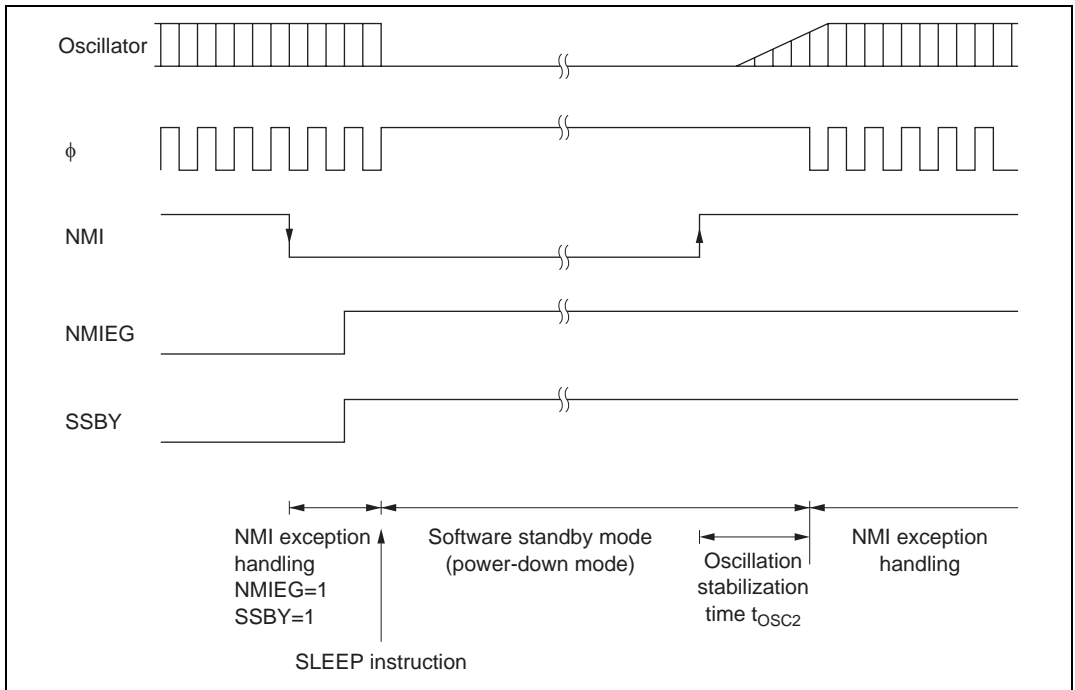 Oscillator
ϕ
NMI
NMIEG
SSBY
NMI exception
handling
NMIEG=1
SSBY=1
Software standby mode
(power-down mode)
Oscillation
stabilization
time tOSC2
NMI exception
handling
SLEEP instruction